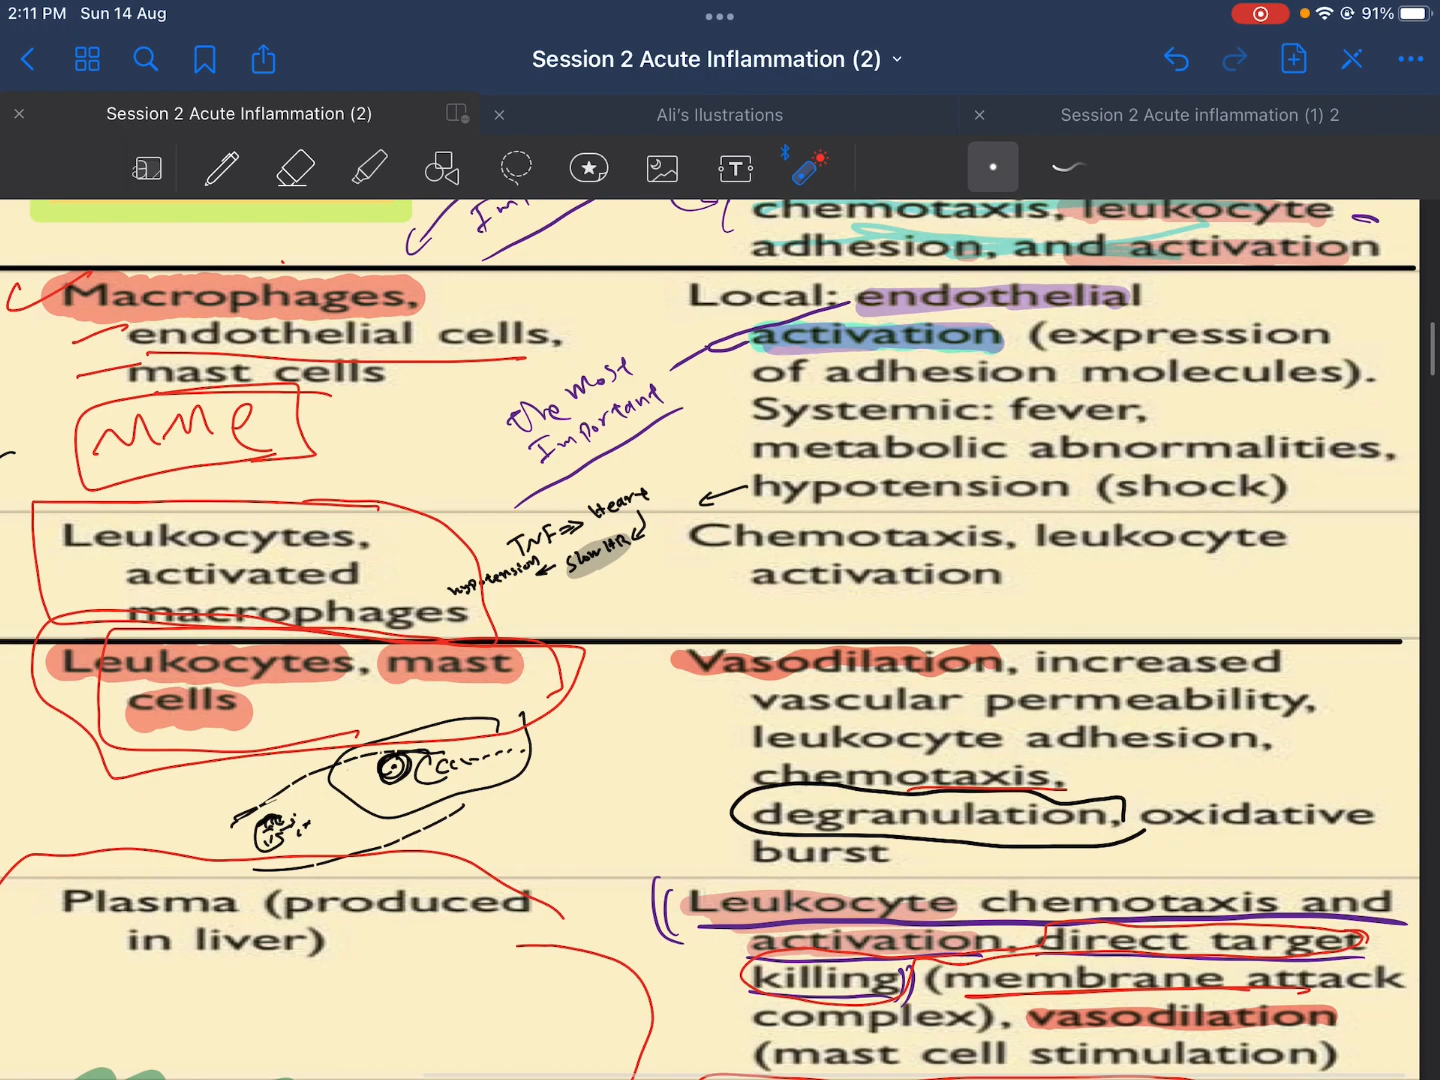 2:11 PM Sun 14 Aug
91%
Session 2 Acute Inflammation (2)
Session 2 Acute Inflammation (2)
Ali's Ilustrations
Session 2 Acute inflammation (1) 2
chemotaxis, leukocyte
adhesion, and activation
Macrophages,
endothelial cells,
mast cells
MME
Local: endothelial
activation (expression
of adhesion molecules).
Systemic: fever,
metabolic abnormalities,
hypotension (shock)
The most
Important
Leukocytes,
activated
macrophages
TNF => Heart
Slow HR
hypotension
Chemotaxis, leukocyte
activation
Leukocytes, mast
cells
Vasodilation, increased
vascular permeability,
leukocyte adhesion,
chemotaxis,
degranulation, oxidative
burst
Plasma (produced
in liver)
Leukocyte chemotaxis and
activation, direct target
killing (membrane attack
complex), vasodilation
(mast cell stimulation)